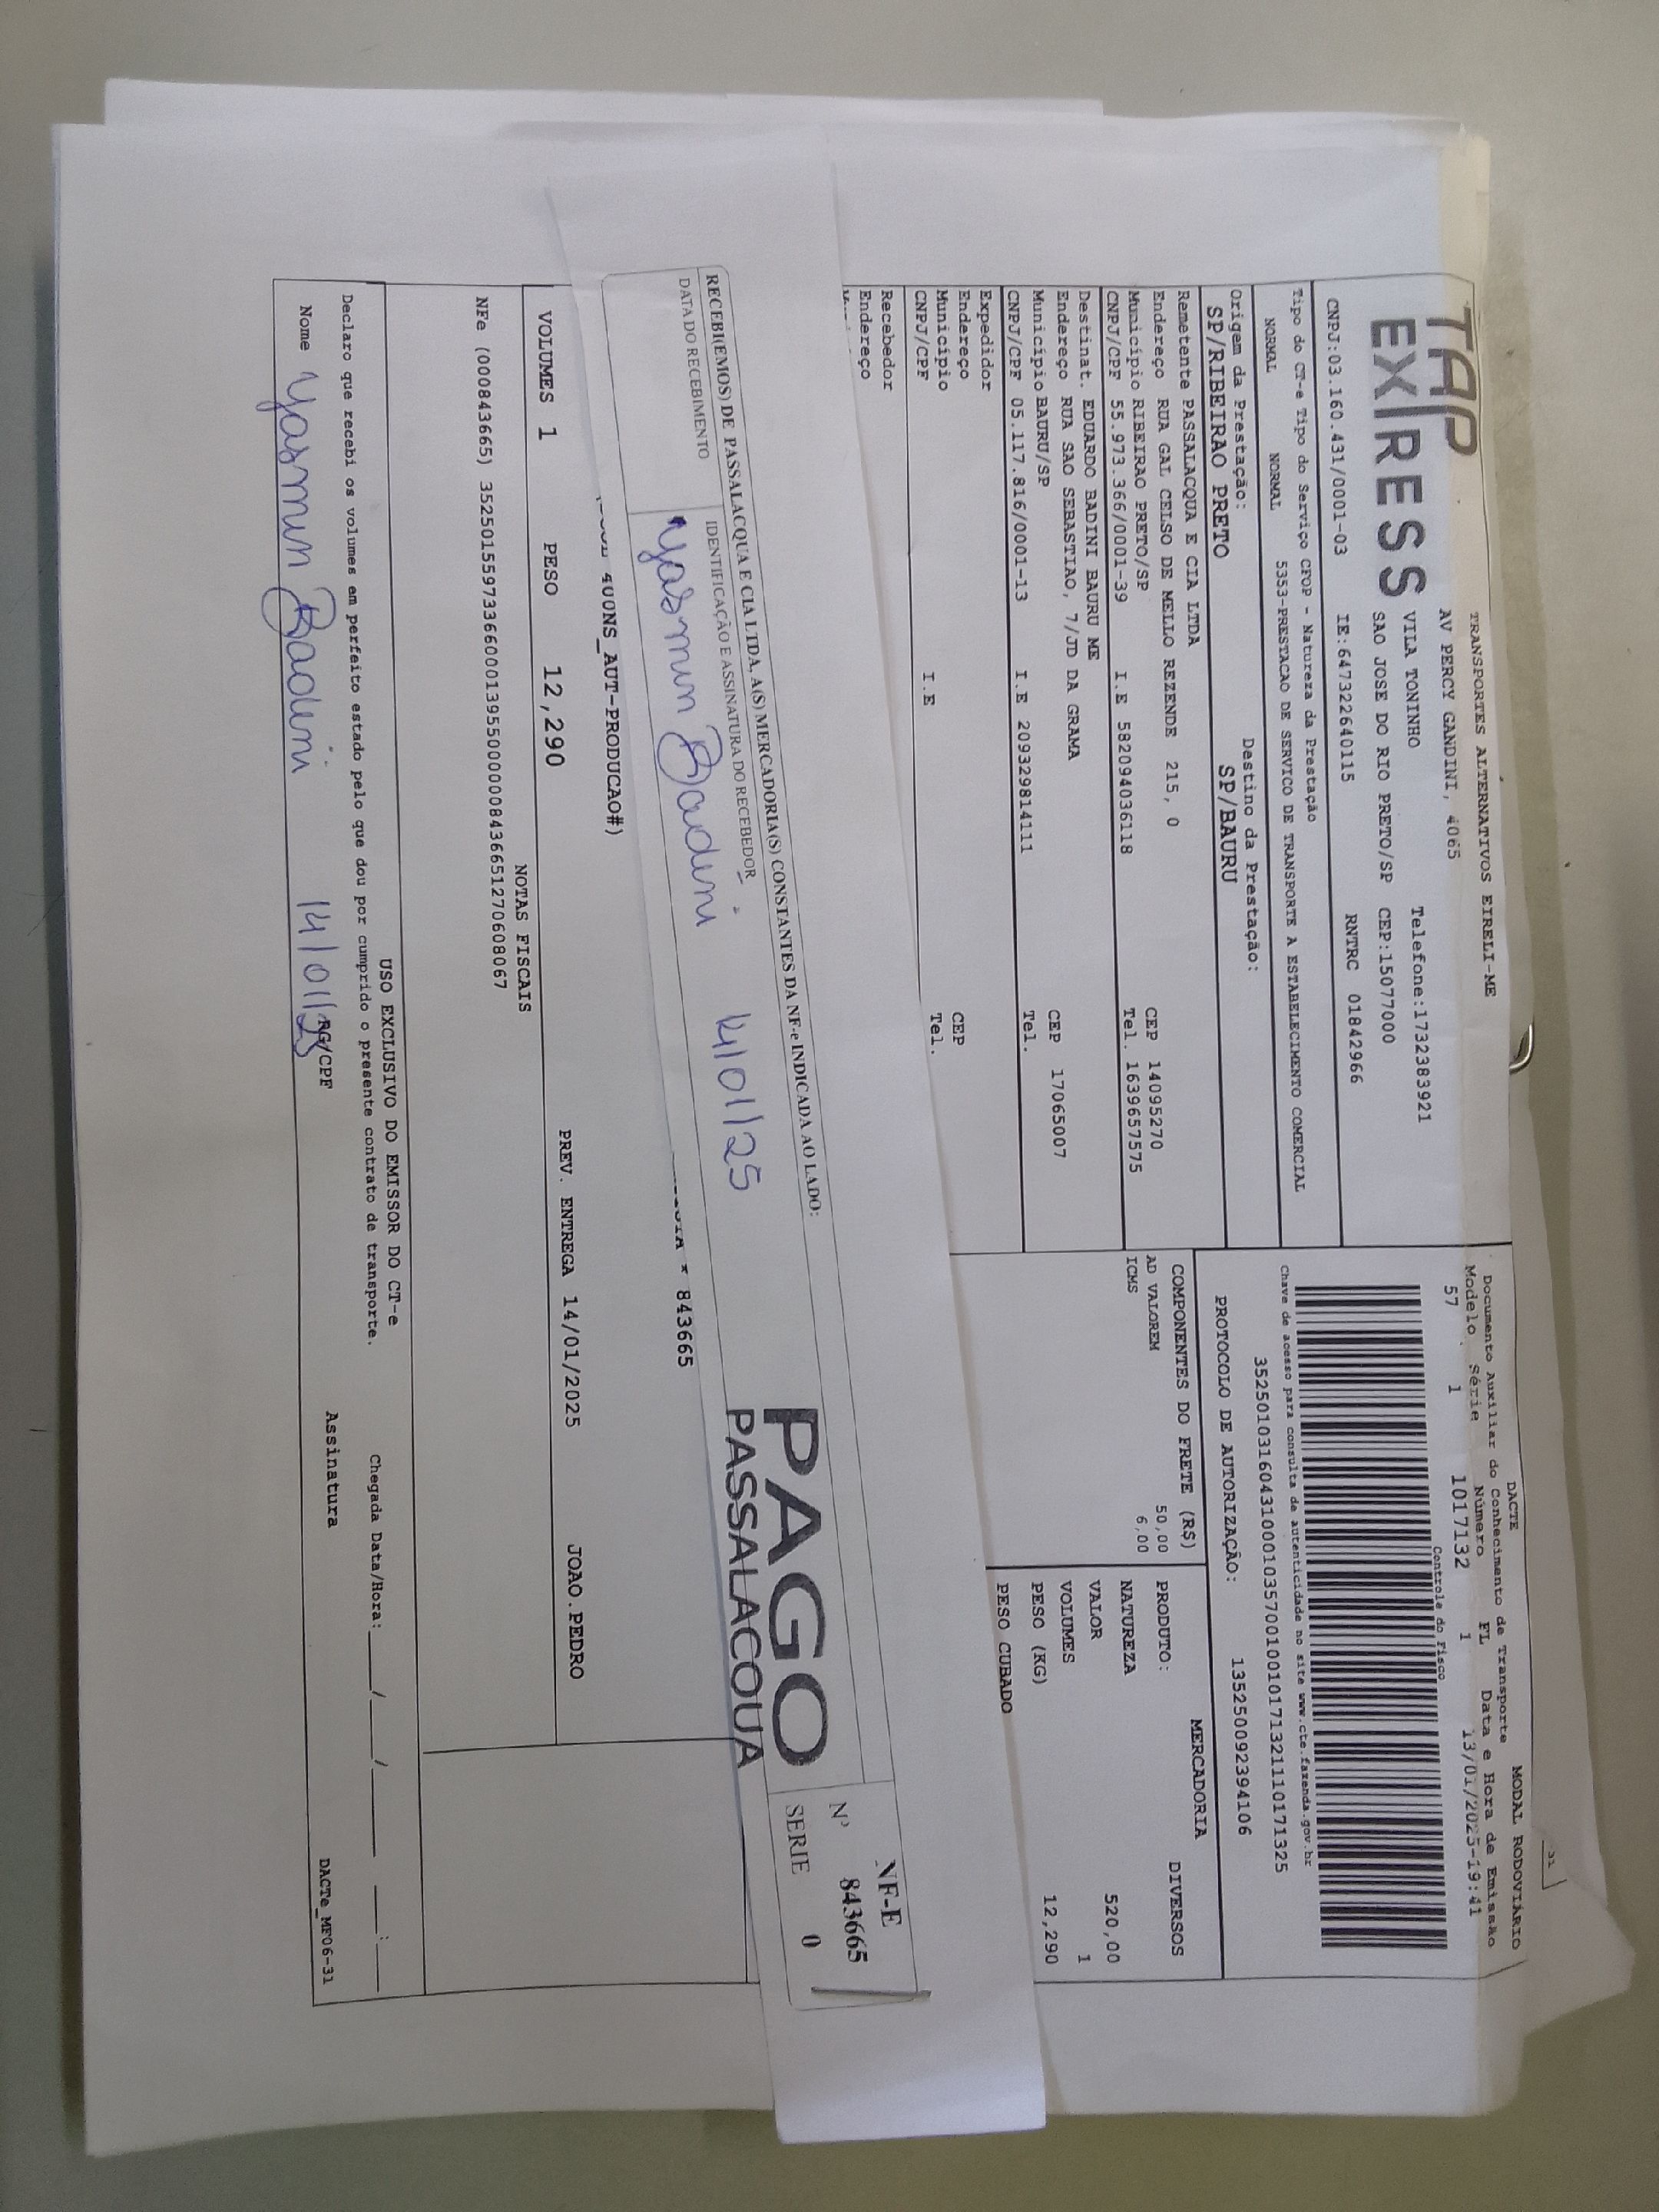 TAP
EXPRESS
TRANSPORTES ALTERNATIVOS EIRELI-ME
AV PERCY GANDINI, 4065
VILA TONINHO Telefone:1732383921
SAO JOSE DO RIO PRETO/SP CEP:15077000
CNPJ:03.160.431/0001-03 IE:647322640115 RNTRC 01842966
DACTE MODAL RODOVIÁRIO
Documento Auxiliar do Conhecimento de Transporte
Modelo Série Número FL Data e Hora de Emissão
57 1 1017132 1 13/01/2025-19:41
Controle do Fisco
Chave de acesso para consulta de autenticidade no site www.cte.fazenda.gov.br
35250103160431000103570010010171321110171325
PROTOCOLO DE AUTORIZAÇÃO: 135250092394106
Tipo do CT-e Tipo do Serviço CFOP - Natureza da Prestação
NORMAL NORMAL 5353-PRESTACAO DE SERVICO DE TRANSPORTE A ESTABELECIMENTO COMERCIAL
Origem da Prestação: Destino da Prestação:
SP/RIBEIRAO PRETO SP/BAURU
Remetente PASSALACQUA E CIA LTDA
Endereço RUA GAL CELSO DE MELLO REZENDE 215, 0 CEP 14095270
Município RIBEIRAO PRETO/SP Tel. 1639657575
CNPJ/CPF 55.973.366/0001-39 I.E 582094036118
Destinat. EDUARDO BADINI BAURU ME
Endereço RUA SAO SEBASTIAO, 7/JD DA GRAMA CEP 17065007
Município BAURU/SP Tel.
CNPJ/CPF 05.117.816/0001-13 I.E 209329814111
Expedidor
Endereço CEP
Município Tel.
CNPJ/CPF I.E
Recebedor
Endereço
COMPONENTES DO FRETE (R$)
AD VALOREM 50,00
ICMS 6,00
MERCADORIA
PRODUTO: DIVERSOS
NATUREZA
VALOR 520,00
VOLUMES 1
PESO (KG) 12,290
PESO CUBADO
RECEBI(EMOS) DE PASSALACQUA E CIA LTDA, A(S) MERCADORIA(S) CONSTANTES DA NF-e INDICADA AO LADO:
DATA DO RECEBIMENTO IDENTIFICAÇÃO E ASSINATURA DO RECEBEDOR
Yasmin Badini 14/01/25
PAGO
PASSALACQUA
NF-E
Nº 843665
SERIE 0
* 843665
400NS_AUT-PRODUCAO#)
VOLUMES 1 PESO 12,290 PREV. ENTREGA 14/01/2025 JOAO.PEDRO
NOTAS FISCAIS
NFe (000843665) 35250155973366000139550000008436651270608067
USO EXCLUSIVO DO EMISSOR DO CT-e
Declaro que recebi os volumes em perfeito estado pelo que dou por cumprido o presente contrato de transporte. Chegada Data/Hora:____/____/______ ____:____
Nome Yasmin Badini 14/01/25 RG/CPF Assinatura
DACTe_MF06-31